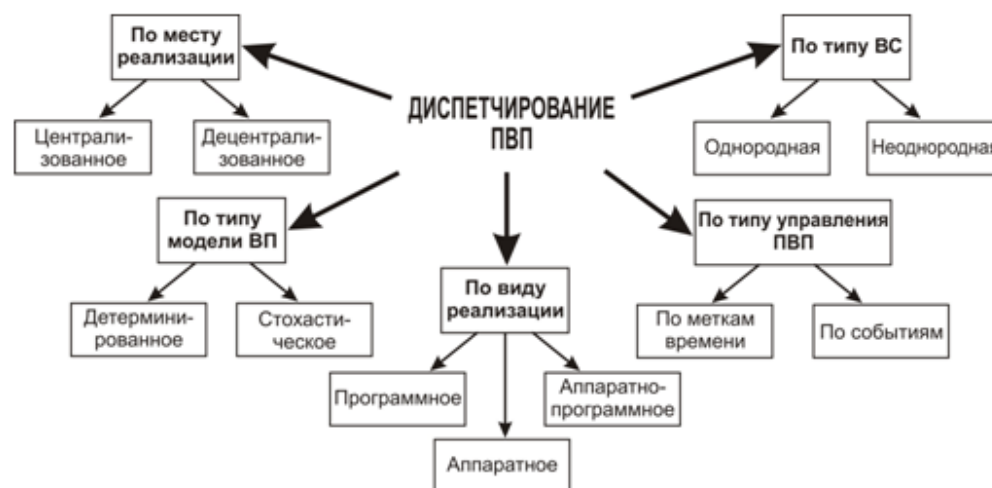 По месту
реализации
По типу ВС
ДИСПЕТЧИРОВАНИЕ
ПВП
Централи-
зованное
Децентрали-
зованное
Однородная
Неоднородная
По типу
модели ВП
По типу управления
ПВП
По виду
реализации
Детермини-
рованное
Стохасти-
ческое
По меткам
времени
По событиям
Программное
Аппаратно-
программное
Аппаратное